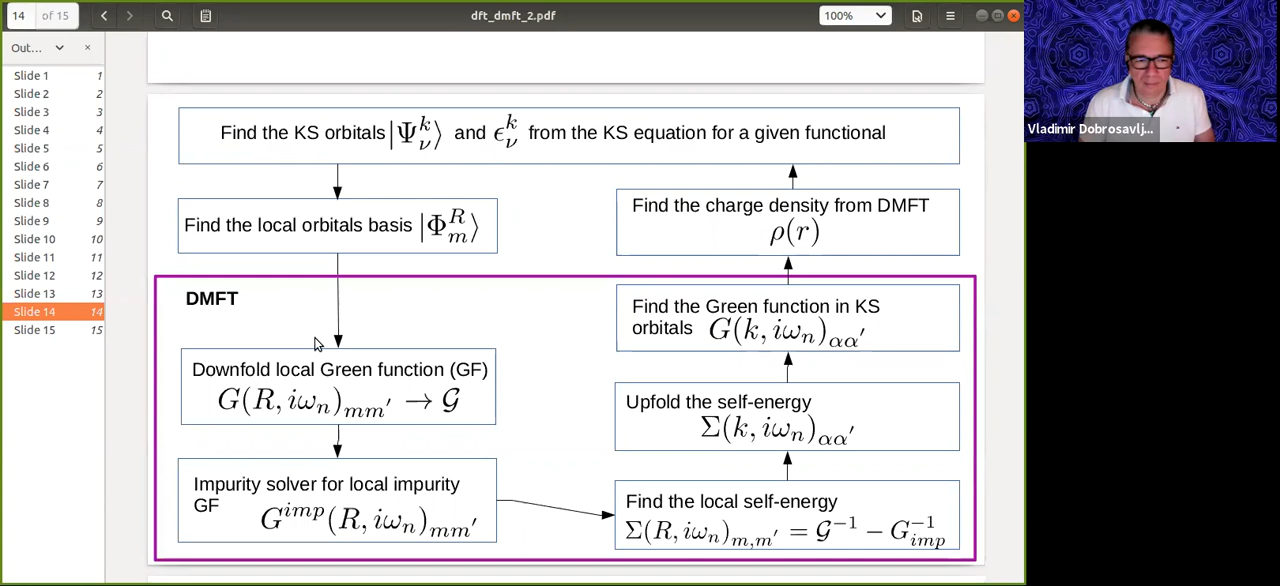 14 of 15
dft_dmft_2.pdf
100%
Out...
Slide 1 1
Slide 2 2
Slide 3 3
Slide 4 4
Slide 5 5
Slide 6 6
Slide 7 7
Slide 8 8
Slide 9 9
Slide 10 10
Slide 11 11
Slide 12 12
Slide 13 13
Slide 14 14
Slide 15 15
Find the KS orbitals |Ψ_ν^k⟩ and ϵ_ν^k from the KS equation for a given functional
Find the local orbitals basis |Φ_m^R⟩
DMFT
Downfold local Green function (GF)
G(R, iω_n)_{mm′} → 𝒢
Impurity solver for local impurity
GF G^{imp}(R, iω_n)_{mm′}
Find the local self-energy
Σ(R, iω_n)_{m,m′} = 𝒢^{−1} − G_{imp}^{−1}
Upfold the self-energy
Σ(k, iω_n)_{αα′}
Find the Green function in KS
orbitals G(k, iω_n)_{αα′}
Find the charge density from DMFT
ρ(r)
Vladimir Dobrosavlj...